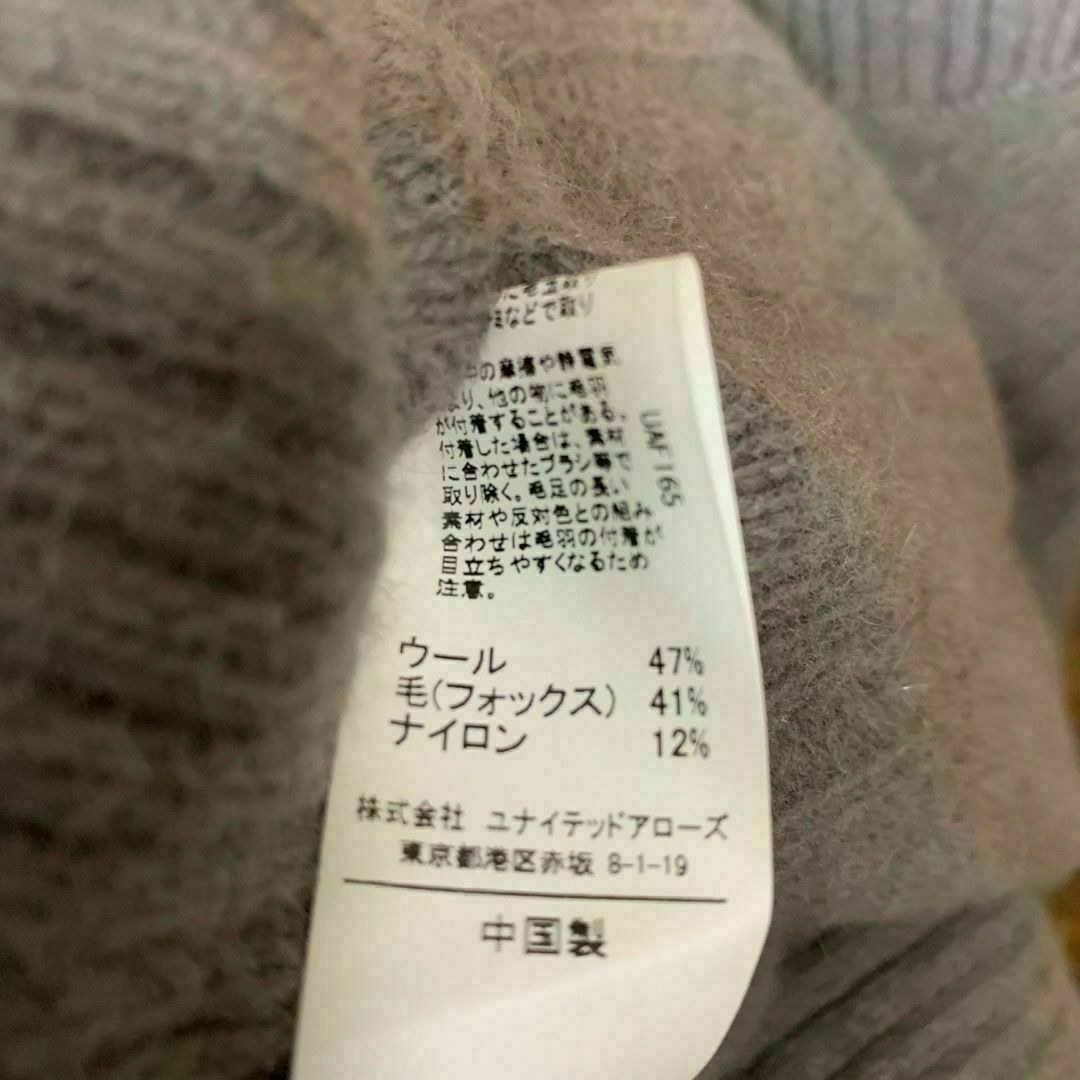 などで取り
中の摩擦や静電気
より、他の物に毛羽
が付着することがある。
付着した場合は、素材
に合わせたブラシ等で
取り除く。毛足の長い
素材や反対色との組み
合わせは毛羽の付着が
目立ちやすくなるため
注意。
UAF165
ウール 47%
毛(フォックス) 41%
ナイロン 12%
株式会社 ユナイテッドアローズ
東京都港区赤坂 8-1-19
中国製